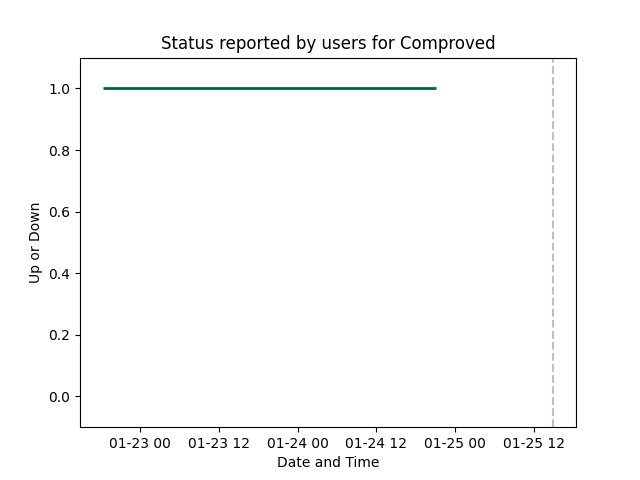 Status reported by users for Comproved
Up or Down
1.0
0.8
0.6
0.4
0.2
0.0
01-23 00 01-23 12 01-24 00 01-24 12 01-25 00 01-25 12
Date and Time